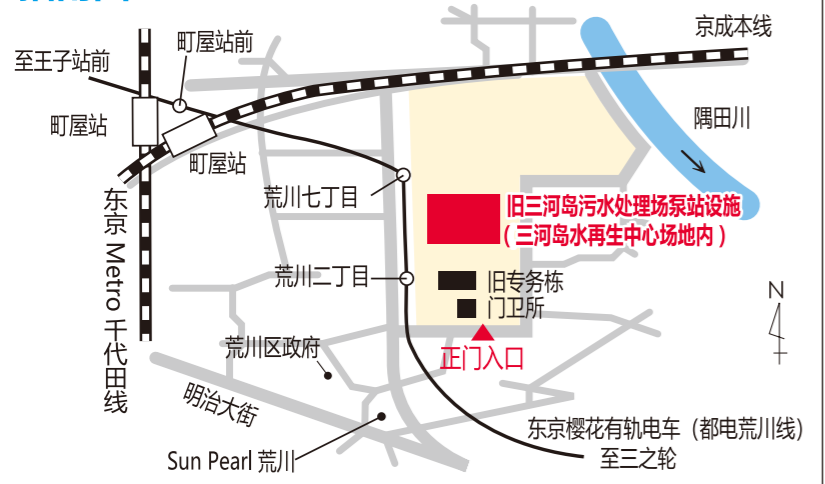 京成本线
町屋站前
至王子站前
町屋站
隅田川
町屋站
荒川七丁目
东京 Metro 千代田线
旧三河岛污水处理场泵站设施
（三河岛水再生中心场地内）
荒川二丁目
旧专务栋
门卫所
N
荒川区政府
正门入口
明治大街
东京樱花有轨电车（都电荒川线）
至三之轮
Sun Pearl 荒川